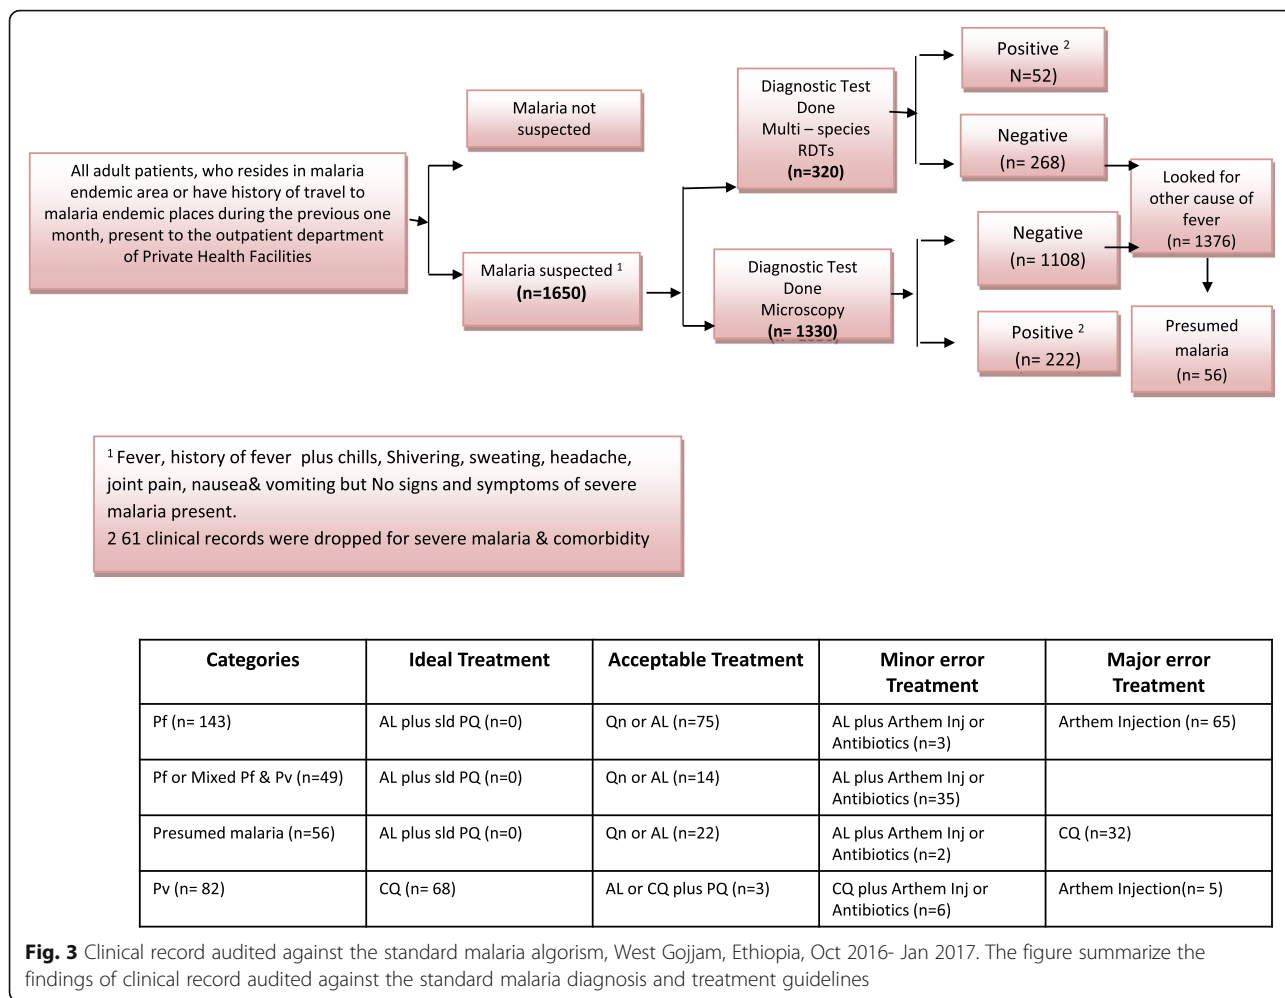 All adult patients, who resides in malaria
endemic area or have history of travel to
malaria endemic places during the previous one
month, present to the outpatient department
of Private Health Facilities
Malaria not
suspected
Malaria suspected 1
(n=1650)
Diagnostic Test
Done
Multi – species
RDTs
(n=320)
Diagnostic Test
Done
Microscopy
(n= 1330)
Positive 2
N=52)
Negative
(n= 268)
Negative
(n= 1108)
Positive 2
(n= 222)
Looked for
other cause of
fever
(n= 1376)
Presumed
malaria
(n= 56)
1 Fever, history of fever plus chills, Shivering, sweating, headache,
joint pain, nausea& vomiting but No signs and symptoms of severe
malaria present.
2 61 clinical records were dropped for severe malaria & comorbidity
Categories
Ideal Treatment
Acceptable Treatment
Minor error
Treatment
Major error
Treatment
Pf (n= 143)
AL plus sld PQ (n=0)
Qn or AL (n=75)
AL plus Arthem Inj or
Antibiotics (n=3)
Arthem Injection (n= 65)
Pf or Mixed Pf & Pv (n=49)
AL plus sld PQ (n=0)
Qn or AL (n=14)
AL plus Arthem Inj or
Antibiotics (n=35)
Presumed malaria (n=56)
AL plus sld PQ (n=0)
Qn or AL (n=22)
AL plus Arthem Inj or
Antibiotics (n=2)
CQ (n=32)
Pv (n= 82)
CQ (n= 68)
AL or CQ plus PQ (n=3)
CQ plus Arthem Inj or
Antibiotics (n=6)
Arthem Injection(n= 5)
Fig. 3 Clinical record audited against the standard malaria algorism, West Gojjam, Ethiopia, Oct 2016- Jan 2017. The figure summarize the
findings of clinical record audited against the standard malaria diagnosis and treatment guidelines